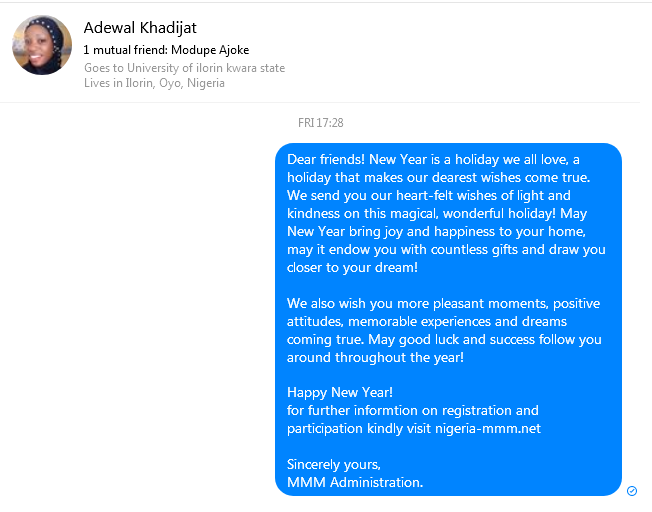 Adewal Khadijat
1 mutual friend: Modupe Ajoke
Goes to University of ilorin kwara state
Lives in Ilorin, Oyo, Nigeria
FRI 17:28
Dear friends! New Year is a holiday we all love, a
holiday that makes our dearest wishes come true.
We send you our heart-felt wishes of light and
kindness on this magical, wonderful holiday! May
New Year bring joy and happiness to your home,
may it endow you with countless gifts and draw you
closer to your dream!
We also wish you more pleasant moments, positive
attitudes, memorable experiences and dreams
coming true. May good luck and success follow you
around throughout the year!
Happy New Year!
for further informtion on registration and
participation kindly visit nigeria-mmm.net
Sincerely yours,
MMM Administration.